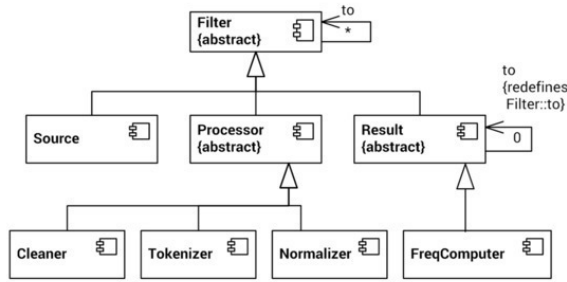 Filter
{abstract}
to
*
to
{redefines
Filter::to}
Source
Processor
{abstract}
Result
{abstract}
0
Cleaner
Tokenizer
Normalizer
FreqComputer